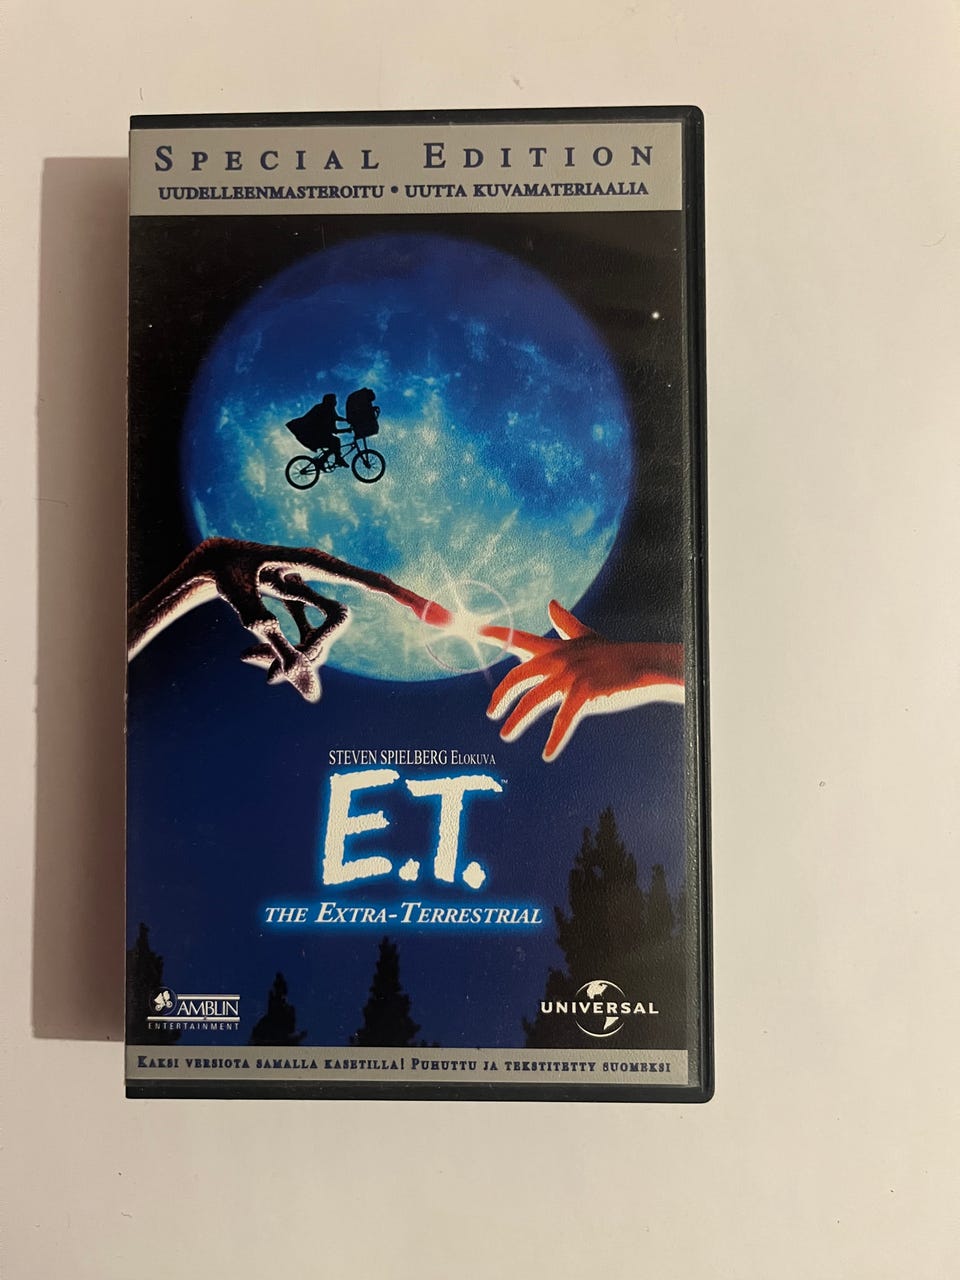 SPECIAL EDITION
UUDELLEENMASTEROITU • UUTTA KUVAMATERIAALIA
STEVEN SPIELBERG ELOKUVA
E.T.™
THE EXTRA-TERRESTRIAL
AMBLIN
ENTERTAINMENT
UNIVERSAL
KAKSI VERSIOTA SAMALLA KASETILLA! PUHUTTU JA TEKSTITETTY SUOMEKSI